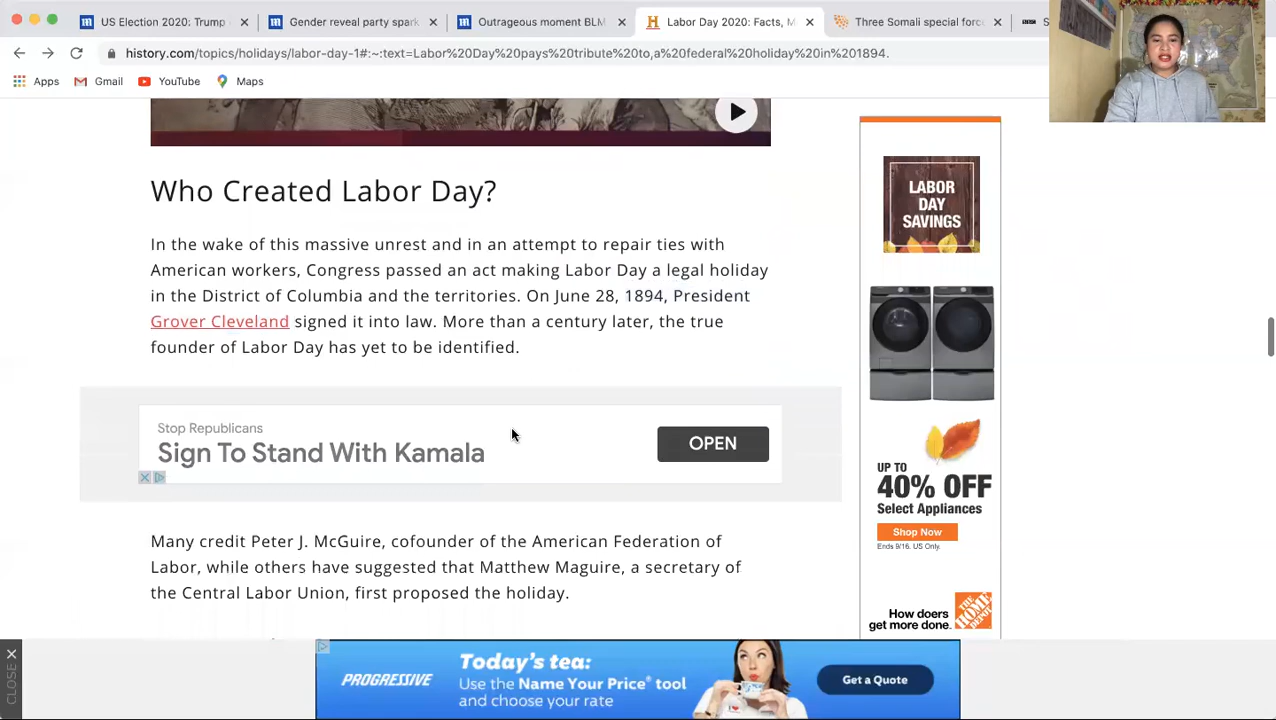 US Election 2020: Trump
Gender reveal party spark
Outrageous moment BLM
Labor Day 2020: Facts, M
Three Somali special force
S
history.com/topics/holidays/labor-day-1#:~:text=Labor%20Day%20pays%20tribute%20to,a%20federal%20holiday%20in%201894.
Apps
Gmail
YouTube
Maps
Who Created Labor Day?
In the wake of this massive unrest and in an attempt to repair ties with
American workers, Congress passed an act making Labor Day a legal holiday
in the District of Columbia and the territories. On June 28, 1894, President
Grover Cleveland signed it into law. More than a century later, the true
founder of Labor Day has yet to be identified.
Stop Republicans
Sign To Stand With Kamala
OPEN
Many credit Peter J. McGuire, cofounder of the American Federation of
Labor, while others have suggested that Matthew Maguire, a secretary of
the Central Labor Union, first proposed the holiday.
LABOR
DAY
SAVINGS
UP TO
40% OFF
Select Appliances
Shop Now
Ends 9/16. US Only.
How doers
get more done.
THE HOME DEPOT
CLOSE
PROGRESSIVE
Today's tea:
Use the Name Your Price® tool
and choose your rate
Get a Quote